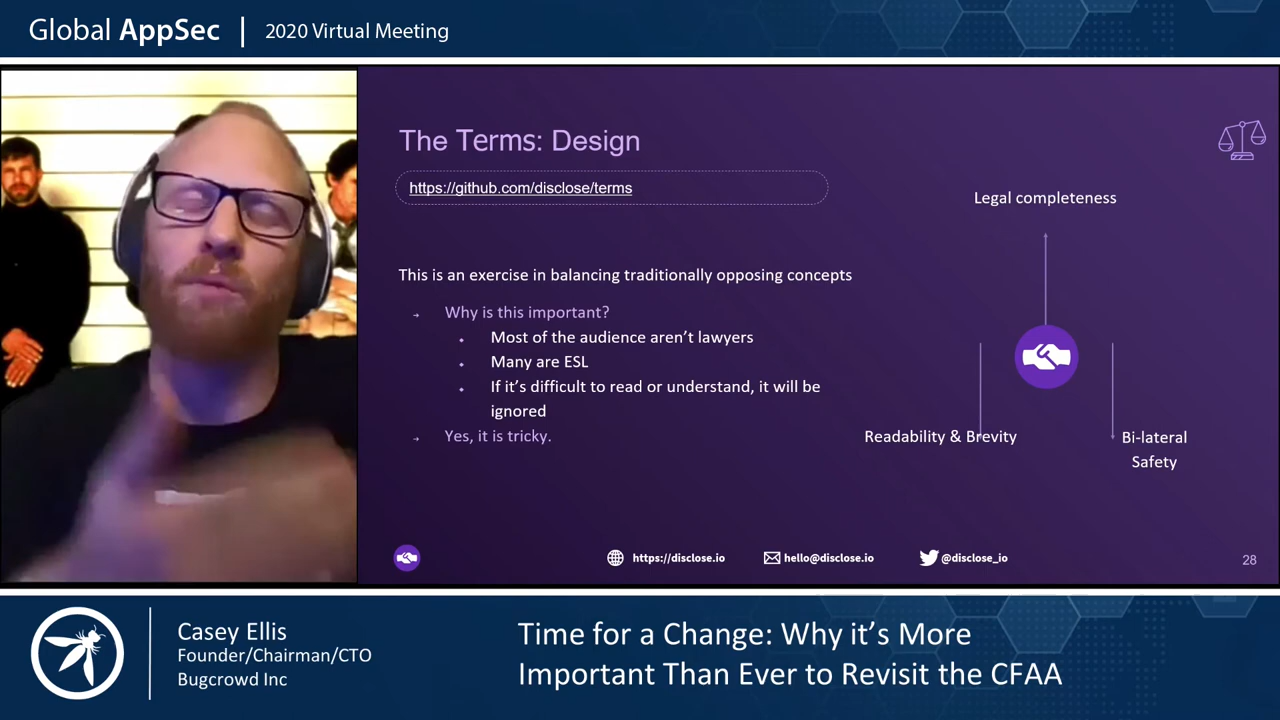 Global AppSec | 2020 Virtual Meeting
The Terms: Design
https://github.com/disclose/terms
Legal completeness
This is an exercise in balancing traditionally opposing concepts
Why is this important?
Most of the audience aren't lawyers
Many are ESL
If it's difficult to read or understand, it will be
ignored
Yes, it is tricky.
Readability & Brevity
Bi-lateral
Safety
https://disclose.io
hello@disclose.io
@disclose_io
28
Casey Ellis
Founder/Chairman/CTO
Bugcrowd Inc
Time for a Change: Why it's More
Important Than Ever to Revisit the CFAA